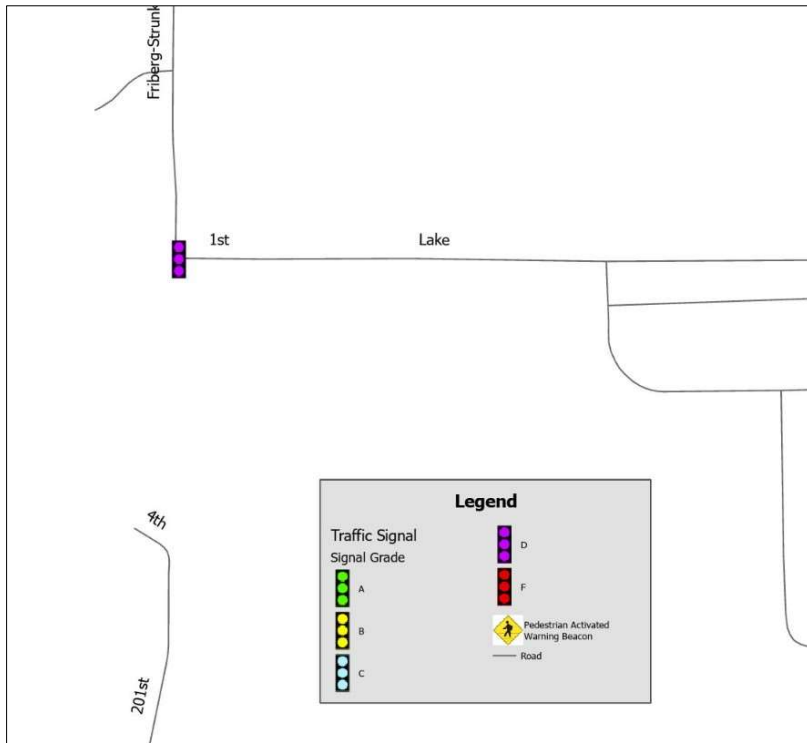 Friberg-Strunk
1st
Lake
4th
201st
Legend
Traffic Signal
Signal Grade
A
B
C
D
F
Pedestrian Activated
Warning Beacon
Road